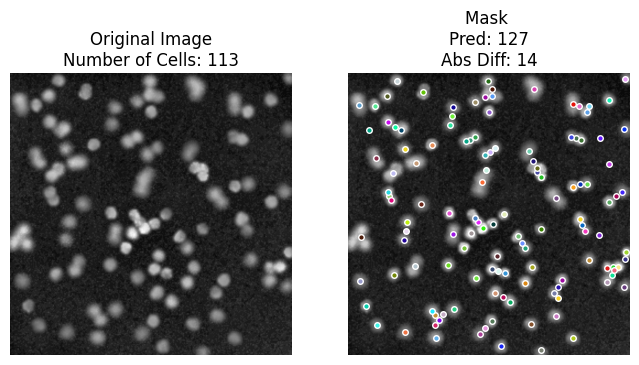 Original Image
Number of Cells: 113
Mask
Pred: 127
Abs Diff: 14